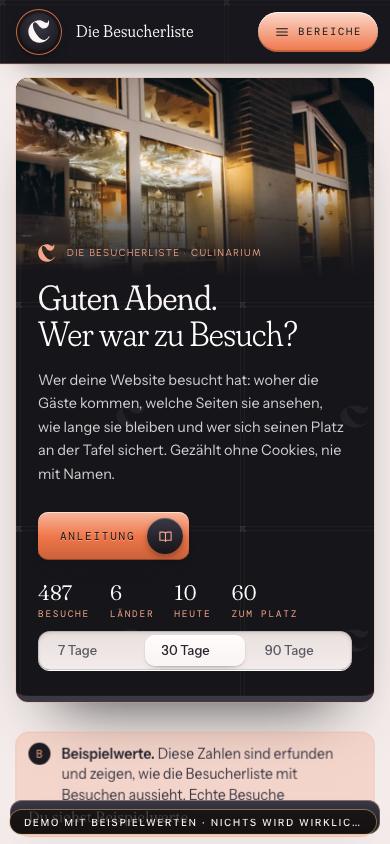 Die Besucherliste
BEREICHE
DIE BESUCHERLISTE · CULINARIUM
Guten Abend.
Wer war zu Besuch?
Wer deine Website besucht hat: woher die
Gäste kommen, welche Seiten sie ansehen,
wie lange sie bleiben und wer sich seinen Platz
an der Tafel sichert. Gezählt ohne Cookies, nie
mit Namen.
ANLEITUNG
487 6 10 60
BESUCHE LÄNDER HEUTE ZUM PLATZ
7 Tage 30 Tage 90 Tage
B Beispielwerte. Diese Zahlen sind erfunden
und zeigen, wie die Besucherliste mit
Besuchen aussieht. Echte Besuche
Du siehst Beispielwerte
DEMO MIT BEISPIELWERTEN · NICHTS WIRD WIRKLIC…